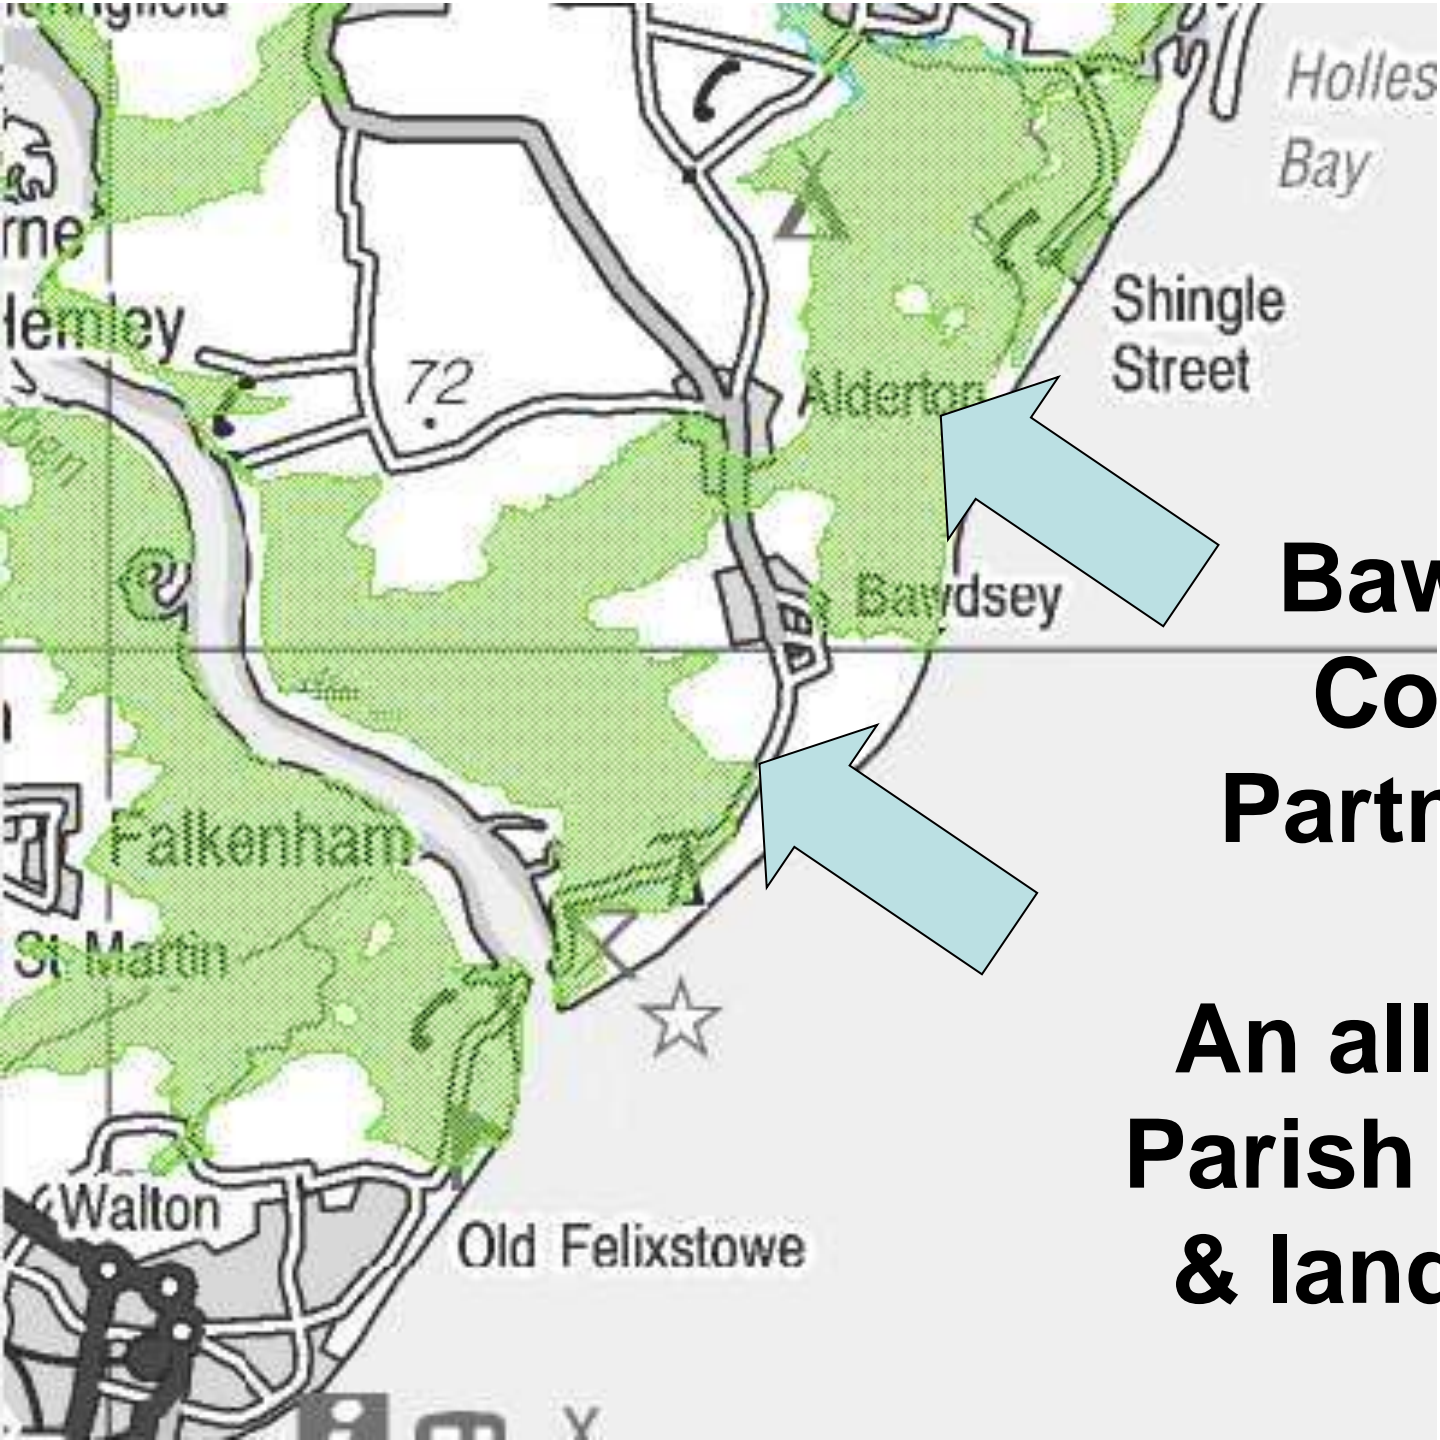 Holles
Bay
rne
Hemley
Shingle
Street
72
Alderton
Bawdsey
Falkenham
St Martin
Walton
Old Felixstowe
Baw
Co
Partn
An all
Parish
& land